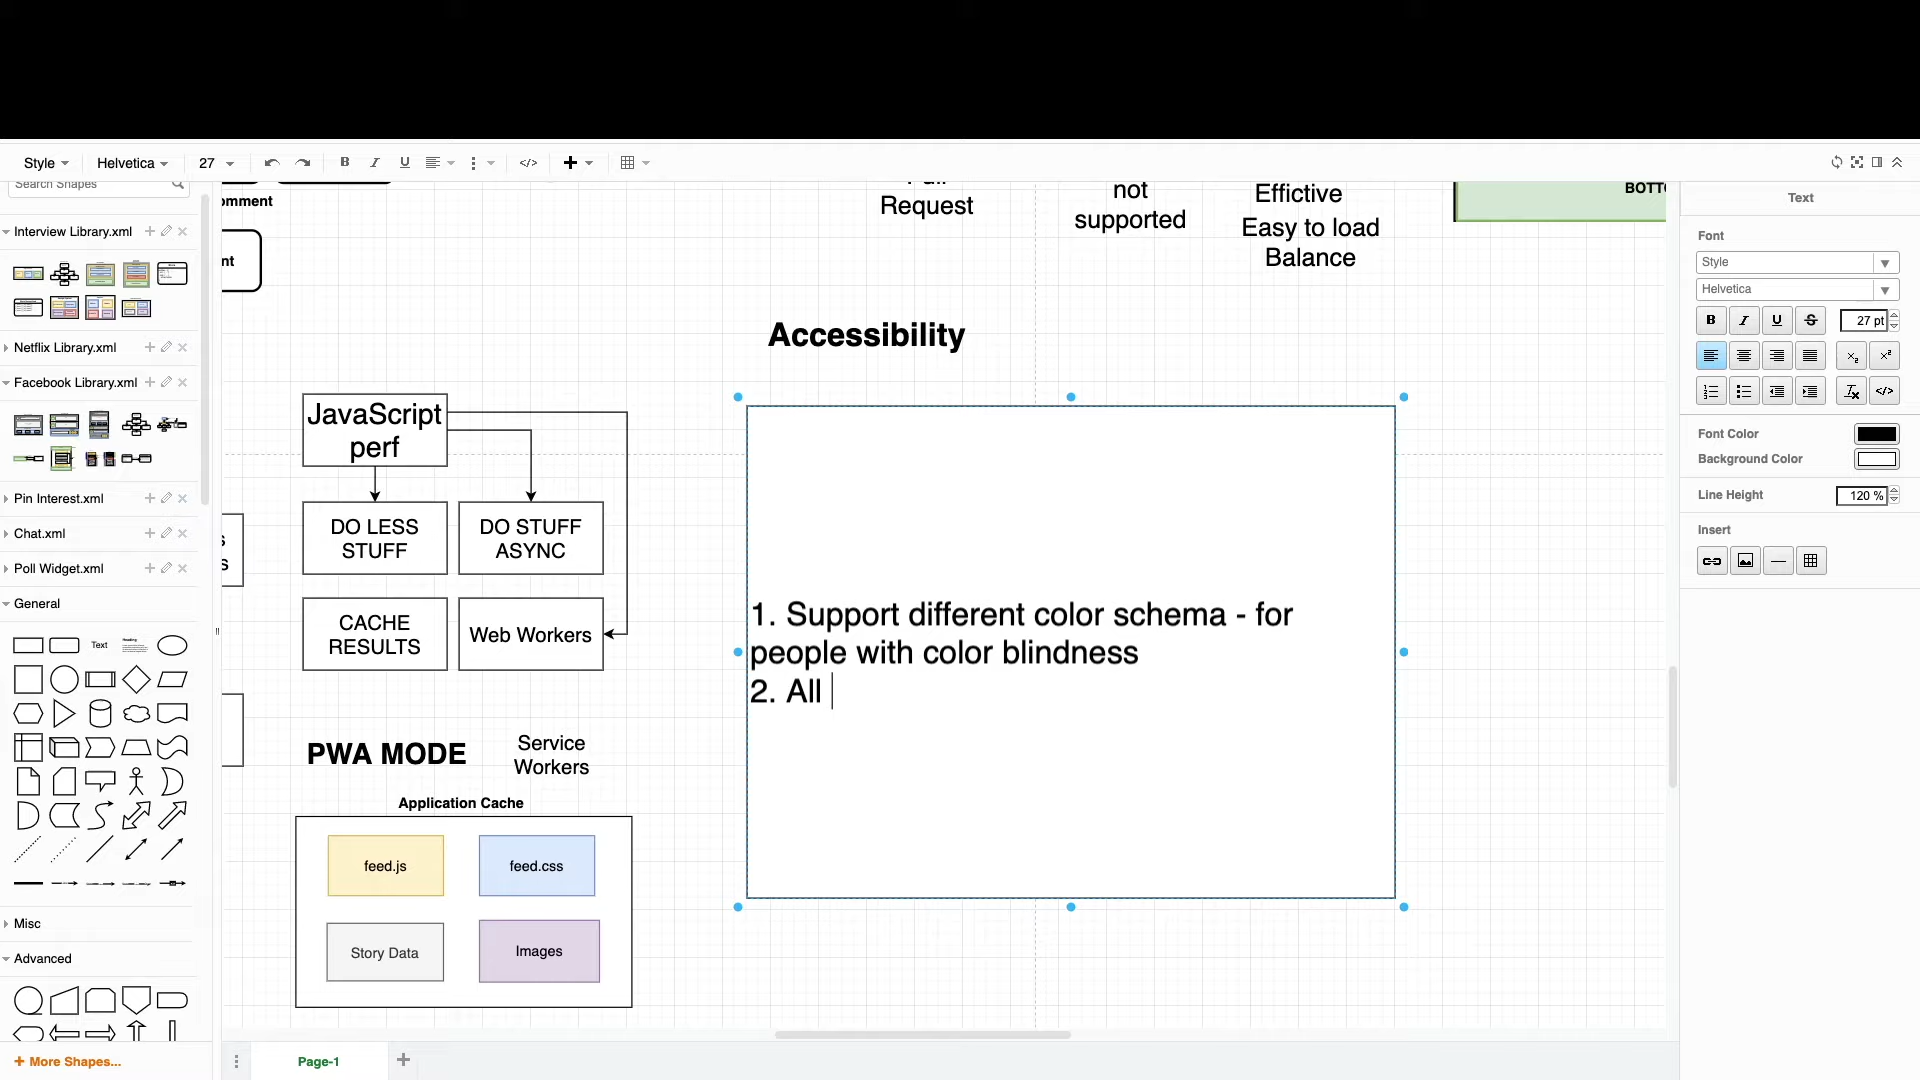 Style
Helvetica
27
B
I
U
</>
Search Shapes
Interview Library.xml
Netflix Library.xml
Facebook Library.xml
Pin Interest.xml
Chat.xml
Poll Widget.xml
General
Text
Heading
Misc
Advanced
+ More Shapes...
omment
nt
S
S
Request
not
supported
Effictive
Easy to load
Balance
BOTTO
Accessibility
JavaScript
perf
DO LESS
STUFF
DO STUFF
ASYNC
CACHE
RESULTS
Web Workers
PWA MODE
Service
Workers
Application Cache
feed.js
feed.css
Story Data
Images
1. Support different color schema - for
people with color blindness
2. All
Page-1
Text
Font
Style
Helvetica
B
I
U
S
27 pt
Font Color
Background Color
Line Height
120 %
Insert